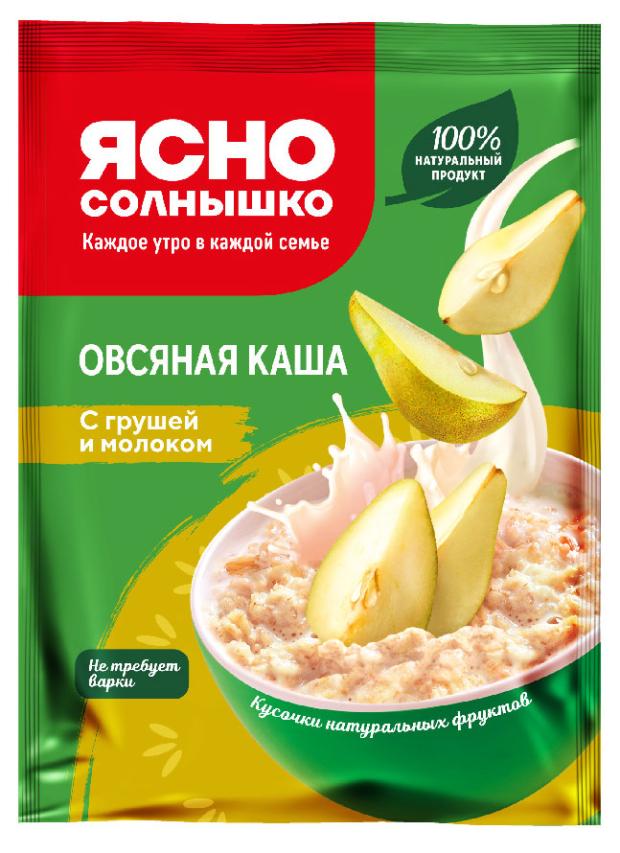 ЯСНО
СОЛНЫШКО
Каждое утро в каждой семье
100%
НАТУРАЛЬНЫЙ
ПРОДУКТ
ОВСЯНАЯ КАША
С грушей
и молоком
Не требует
варки
Кусочки натуральных фруктов